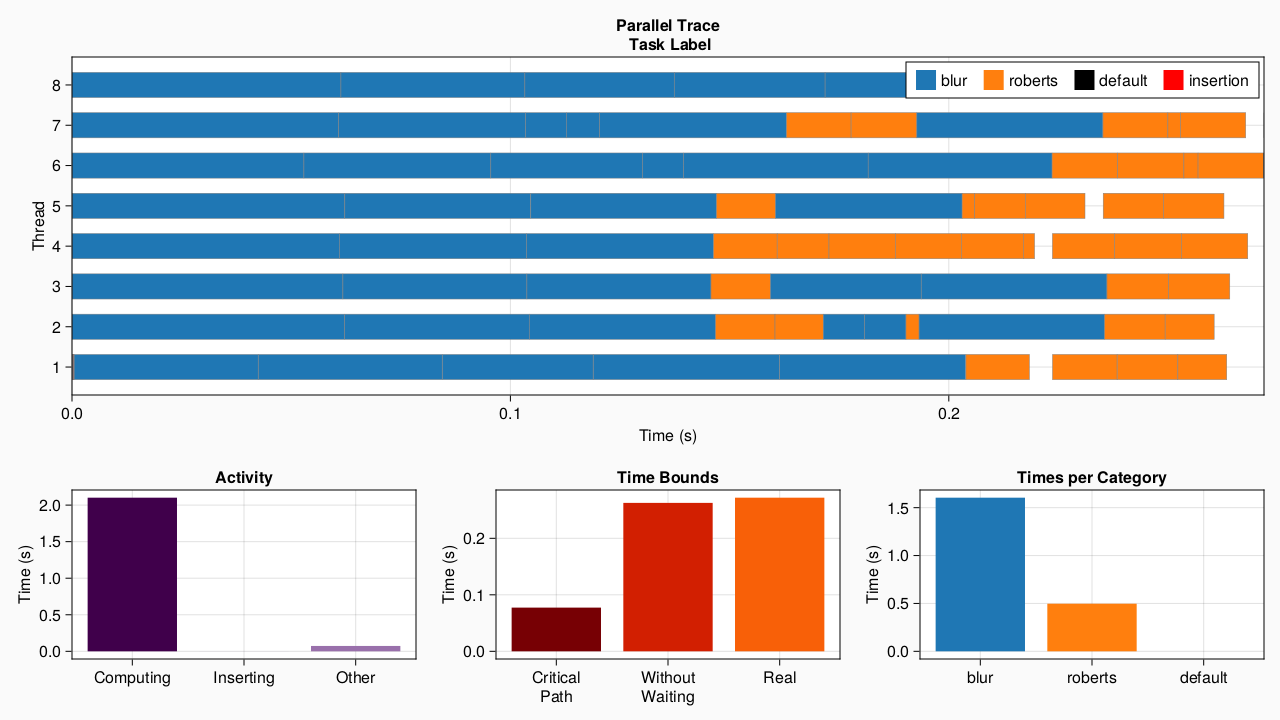 Parallel Trace
Task Label
blur roberts default insertion
Thread
8
7
6
5
4
3
2
1
0.0 0.1 0.2
Time (s)
Activity
Time (s)
2.0
1.5
1.0
0.5
0.0
Computing Inserting Other
Time Bounds
Time (s)
0.2
0.1
0.0
Critical Path Without Waiting Real
Times per Category
Time (s)
1.5
1.0
0.5
0.0
blur roberts default